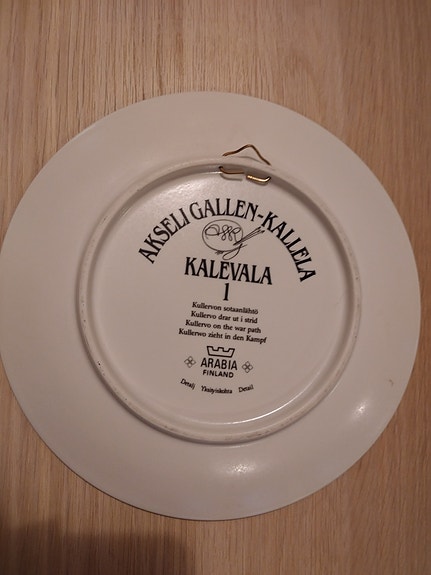 AKSELI GALLEN-KALLELA
KALEVALA
1
Kullervon sotaanlähtö
Kullervo drar ut i strid
Kullervo on the war path
Kullerwo zieht in den Kampf
ARABIA
FINLAND
Detalj Yksityiskohta Detail